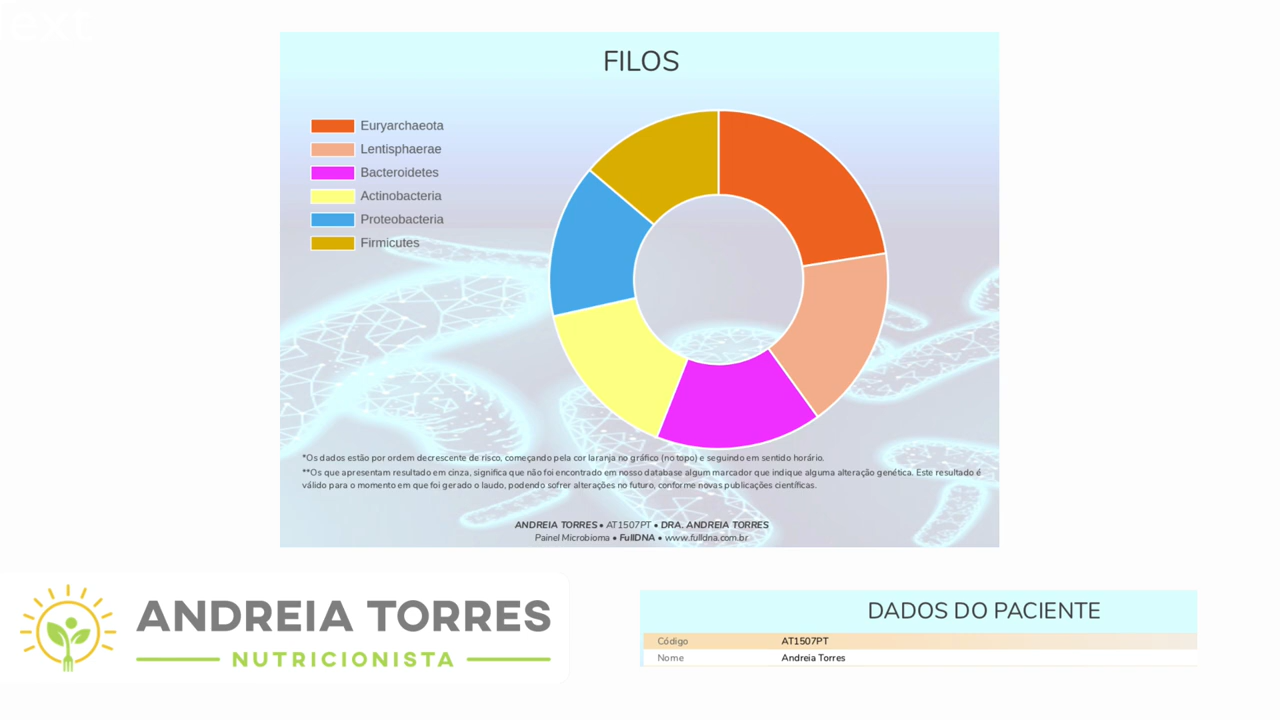 Text
FILOS
Euryarchaeota
Lentisphaerae
Bacteroidetes
Actinobacteria
Proteobacteria
Firmicutes
*Os dados estão por ordem decrescente de risco, começando pela cor laranja no gráfico (no topo) e seguindo em sentido horário.
**Os que apresentam resultado em cinza, significa que não foi encontrado em nosso database algum marcador que indique alguma alteração genética. Este resultado é
válido para o momento em que foi gerado o laudo, podendo sofrer alterações no futuro, conforme novas publicações científicas.
ANDREIA TORRES • AT1507PT • DRA. ANDREIA TORRES
Painel Microbioma • FullDNA • www.fulldna.com.br
ANDREIA TORRES
NUTRICIONISTA
DADOS DO PACIENTE
Código AT1507PT
Nome Andreia Torres